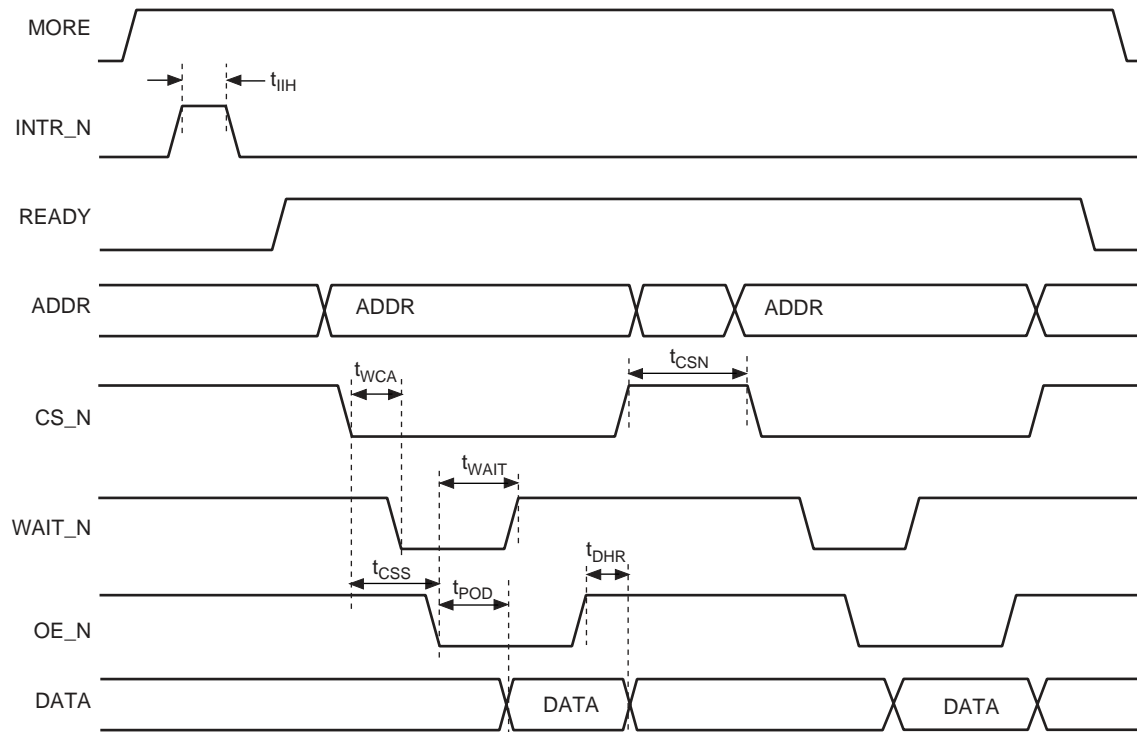 MORE
t_IIH
INTR_N
READY
ADDR ADDR ADDR
t_WCA t_CSN
CS_N
t_WAIT
WAIT_N
t_DHR
t_CSS t_POD
OE_N
DATA DATA DATA